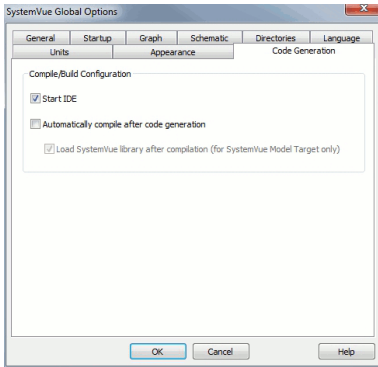 SystemVue Global Options
General
Startup
Graph
Schematic
Directories
Language
Units
Appearance
Code Generation
Compile/Build Configuration
Start IDE
Automatically compile after code generation
Load SystemVue library after compilation (for SystemVue Model Target only)
OK
Cancel
Help